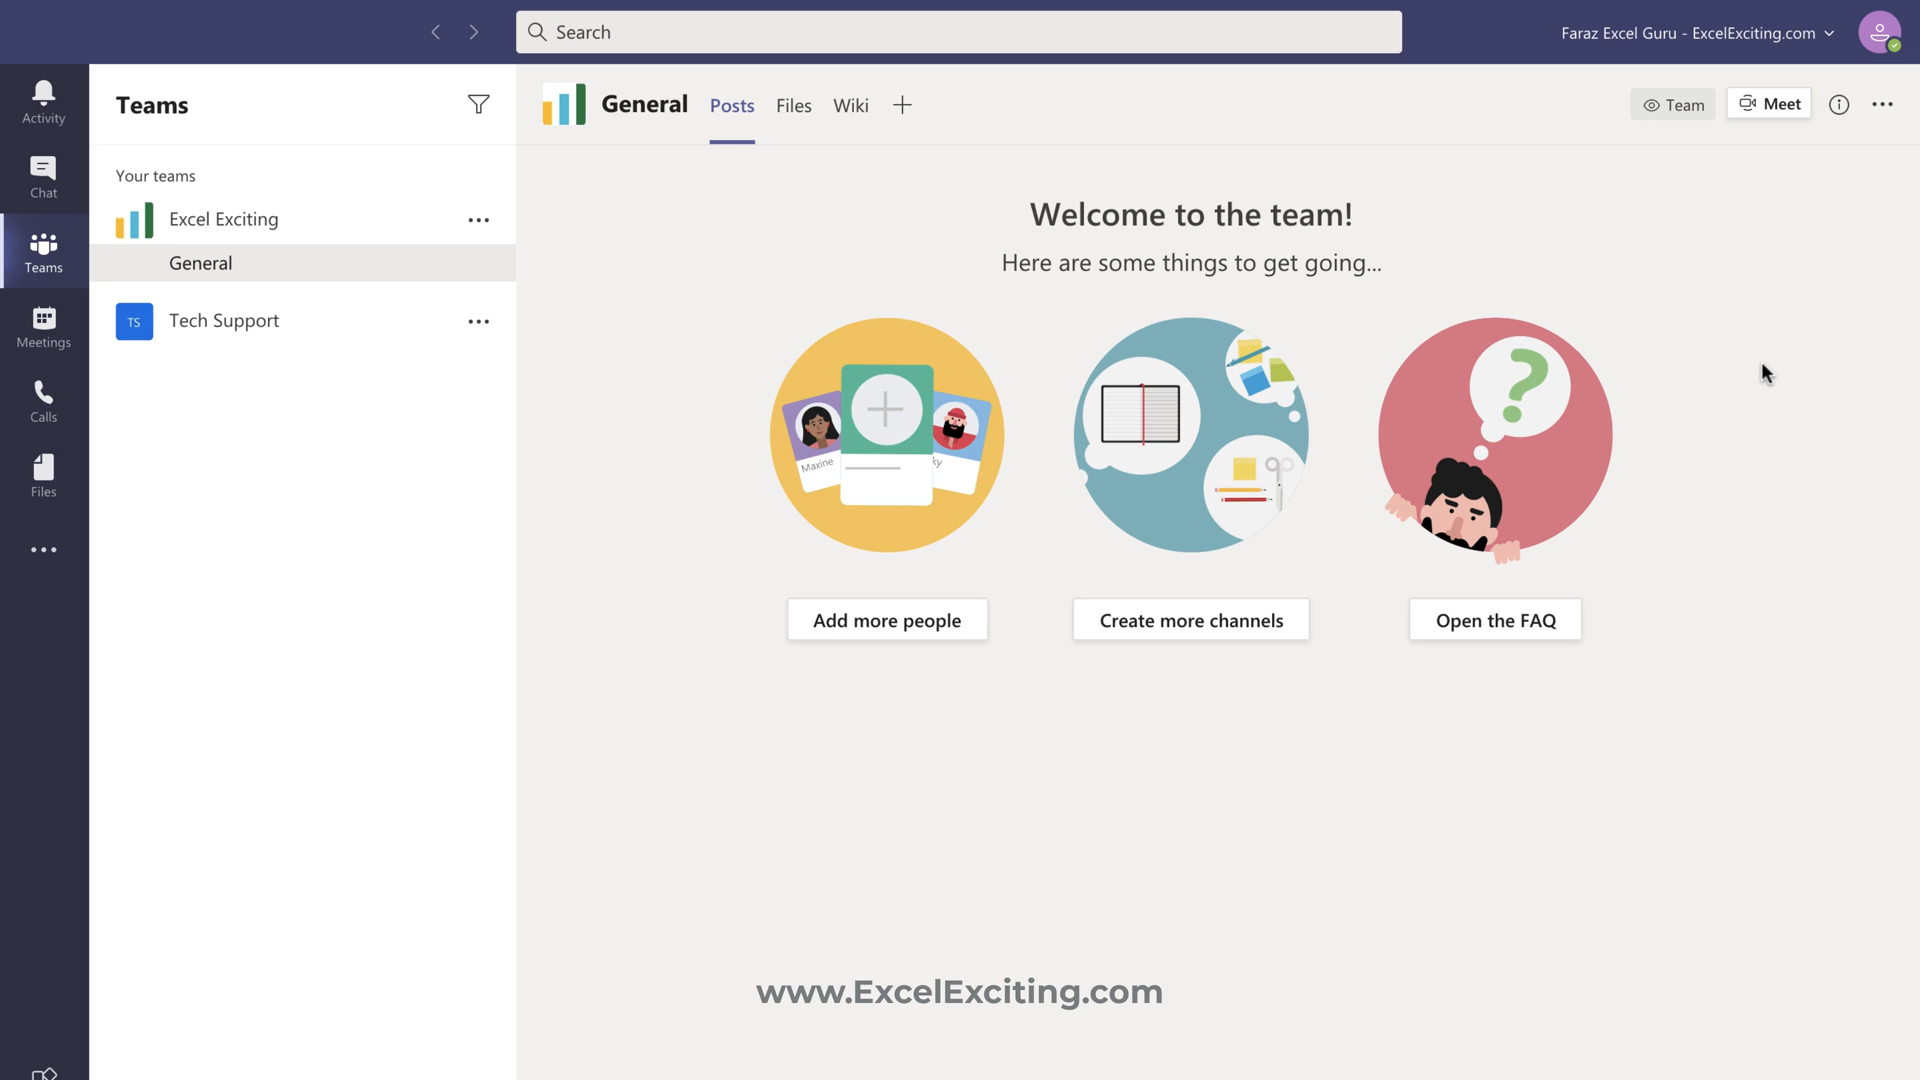 Search
Faraz Excel Guru - ExcelExciting.com
Activity
Chat
Teams
Meetings
Calls
Files
Teams
Your teams
Excel Exciting
General
TS
Tech Support
General
Posts
Files
Wiki
Team
Meet
Welcome to the team!
Here are some things to get going...
Maxine
ky
Add more people
Create more channels
Open the FAQ
www.ExcelExciting.com